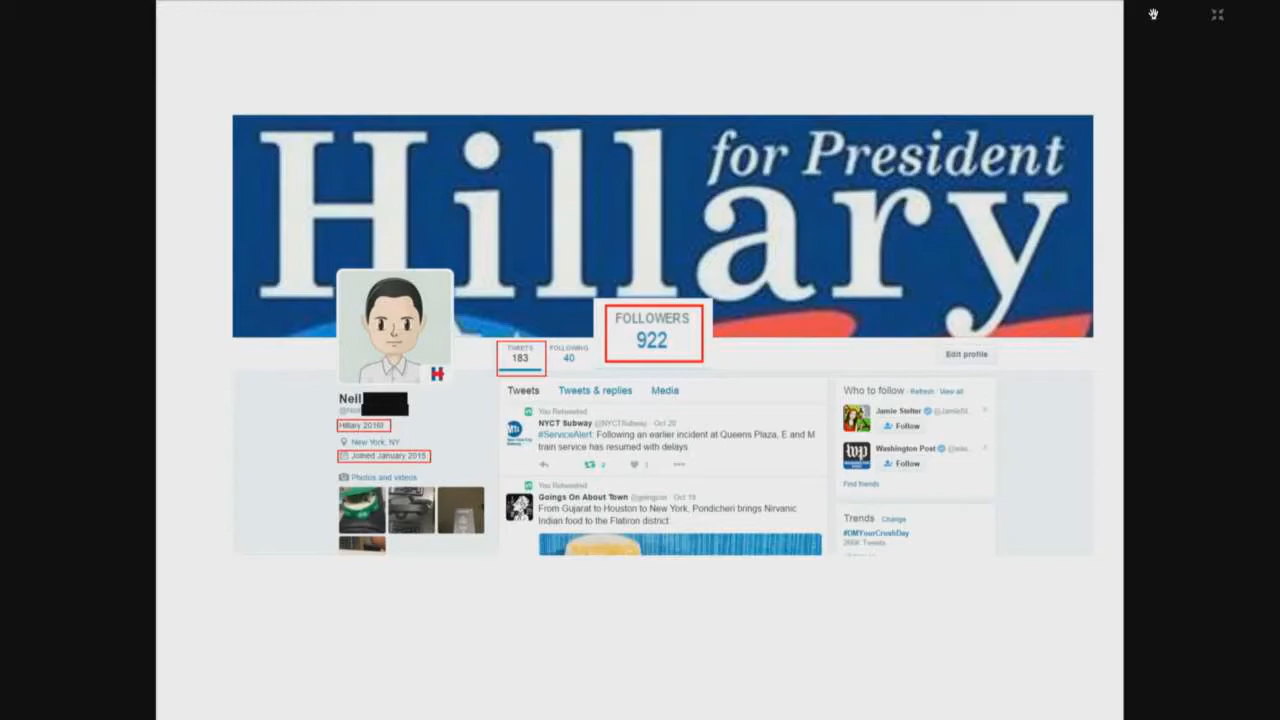 Hillary
for President
FOLLOWERS
922
TWEETS
183
FOLLOWING
40
Edit profile
Neil
Hillary 2016!
New York, NY
Joined January 2015
Photos and videos
Tweets Tweets & replies Media
You Retweeted
NYCT Subway @NYCTSubway · Oct 20
#ServiceAlert: Following an earlier incident at Queens Plaza, E and M
train service has resumed with delays
You Retweeted
Goings On About Town @goingson · Oct 19
From Gujarat to Houston to New York, Pondicheri brings Nirvanic
Indian food to the Flatiron district
Who to follow · Refresh · View all
Jamie Stelter @JamieSt...
Follow
wp
Washington Post
Follow
Find friends
Trends · Change
#DMYourCrushDay
Tweets